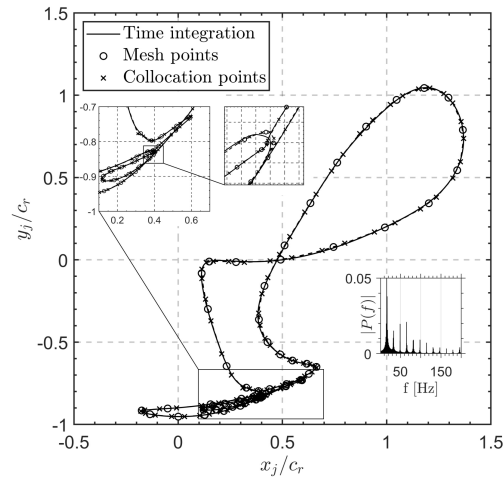 1.5
Time integration
Mesh points
Collocation points
1
-0.7
-0.8
-0.9
-1
0.2 0.4 0.6
0.5
y_j/c_r
0
0.05
|P(f)|
0
50 150
f [Hz]
-0.5
-1
-0.5 0 0.5 1 1.5
x_j/c_r